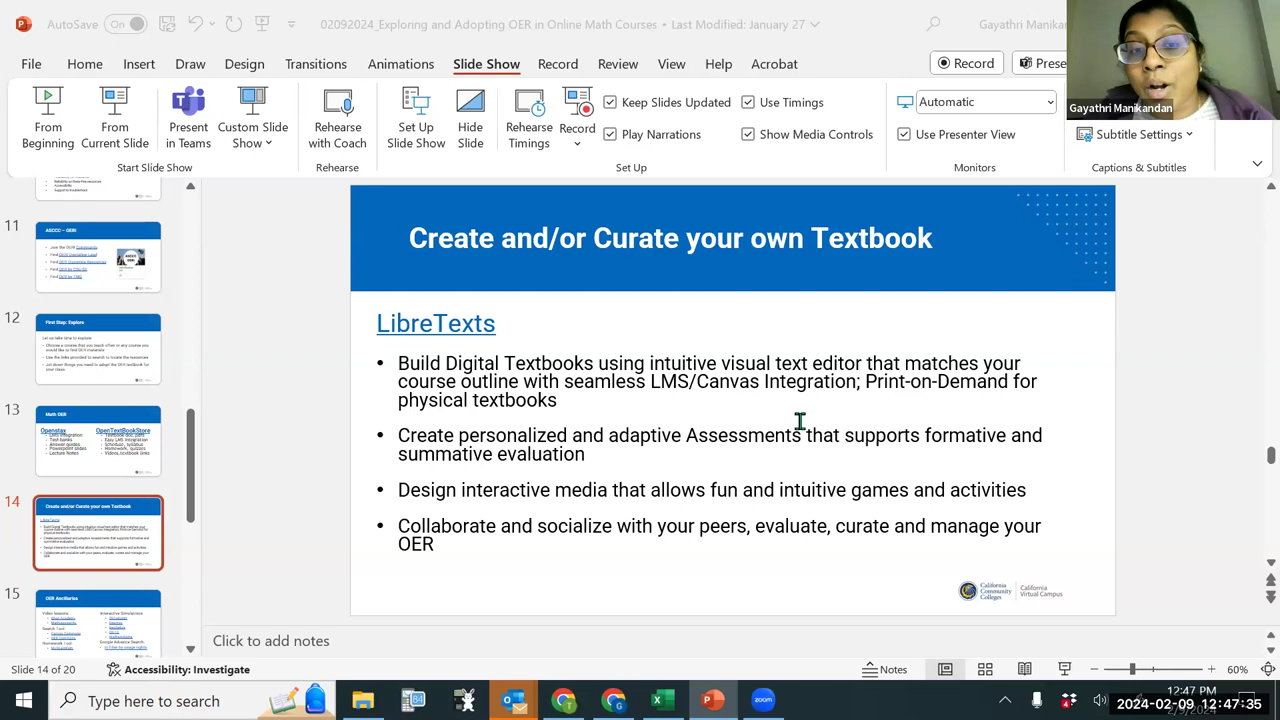 AutoSave
On
02092024_Exploring and Adopting OER in Online Math Courses • Last Modified: January 27
Gayathri Manikan
File Home Insert Draw Design Transitions Animations Slide Show Record Review View Help Acrobat
Record
Prese
Gayathri Manikandan
From Beginning
From Current Slide
Present in Teams
Custom Slide Show
Rehearse with Coach
Set Up Slide Show
Hide Slide
Rehearse Timings
Record
Keep Slides Updated
Use Timings
Play Narrations
Show Media Controls
Automatic
Use Presenter View
Subtitle Settings
Start Slide Show
Rehearse
Set Up
Monitors
Captions & Subtitles
11
ASCCC – OERI
12
First Step: Explore
13
Math OER
Openstax
OpenTextBookStore
14
Create and/or Curate your own Textbook
15
OER Ancillaries
Create and/or Curate your own Textbook
LibreTexts
• Build Digital Textbooks using intuitive visual text editor that matches your
course outline with seamless LMS/Canvas Integration; Print-on-Demand for
physical textbooks
• Create personalized and adaptive Assessments that supports formative and
summative evaluation
• Design interactive media that allows fun and intuitive games and activities
• Collaborate and socialize with your peers, evaluate, curate and manage your
OER
California
Community
Colleges
California
Virtual Campus
Click to add notes
Slide 14 of 20
Accessibility: Investigate
Notes
60%
Type here to search
zoom
12:47 PM
2024-02-09 12:47:35